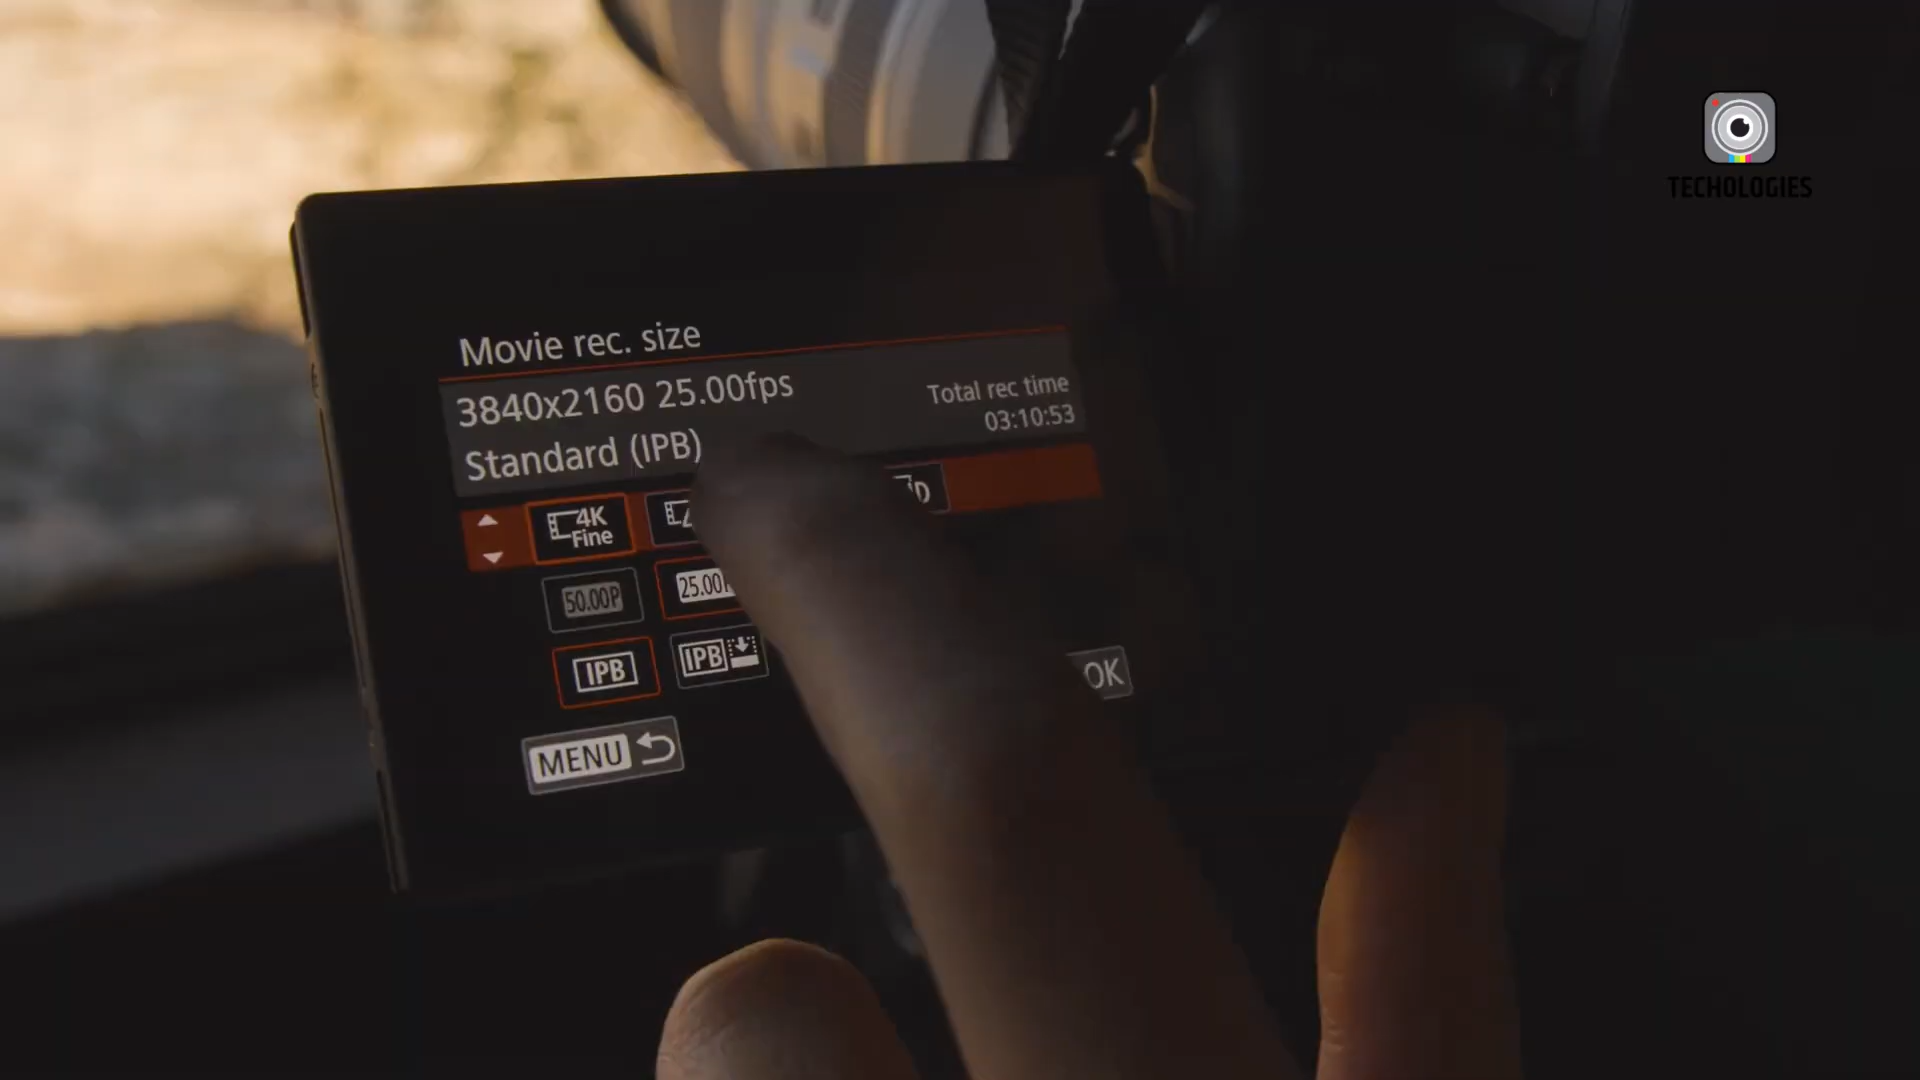 TECHOLOGIES
Movie rec. size
3840x2160 25.00fps
Total rec time
03:10:53
Standard (IPB)
4K
Fine
50.00P
IPB
IPB
OK
MENU